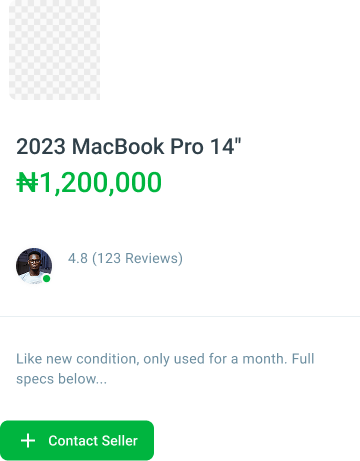 2023 MacBook Pro 14"
₦1,200,000
4.8 (123 Reviews)
Like new condition, only used for a month. Full
specs below...
Contact Seller